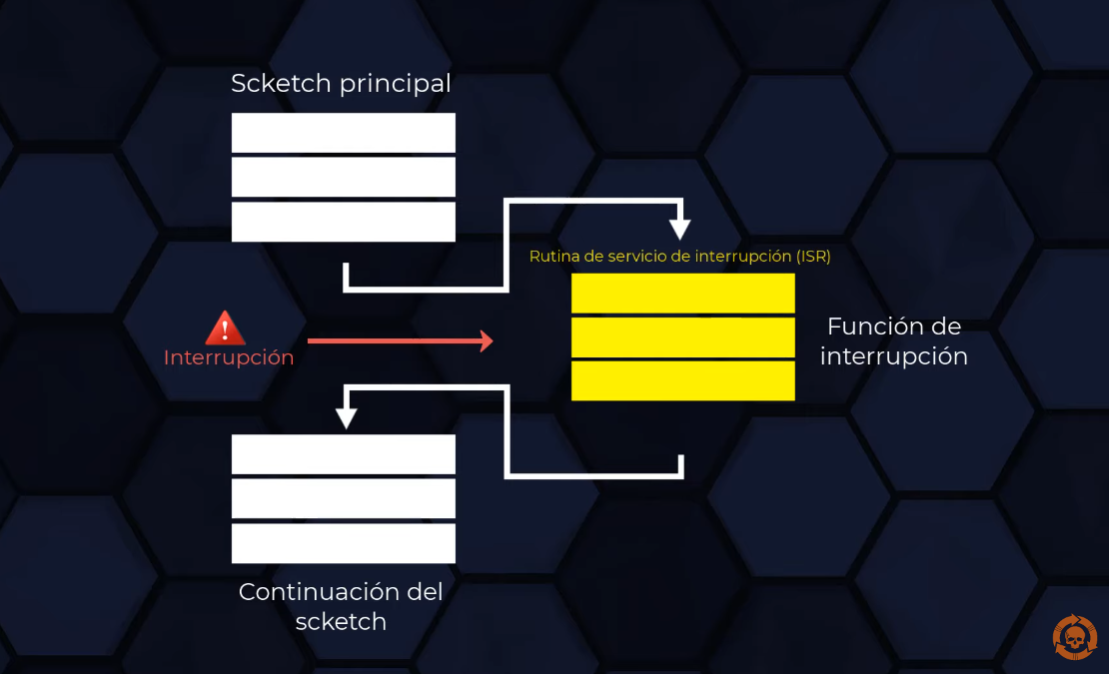 Scketch principal
Rutina de servicio de interrupción (ISR)
Función de
interrupción
Interrupción
Continuación del
scketch